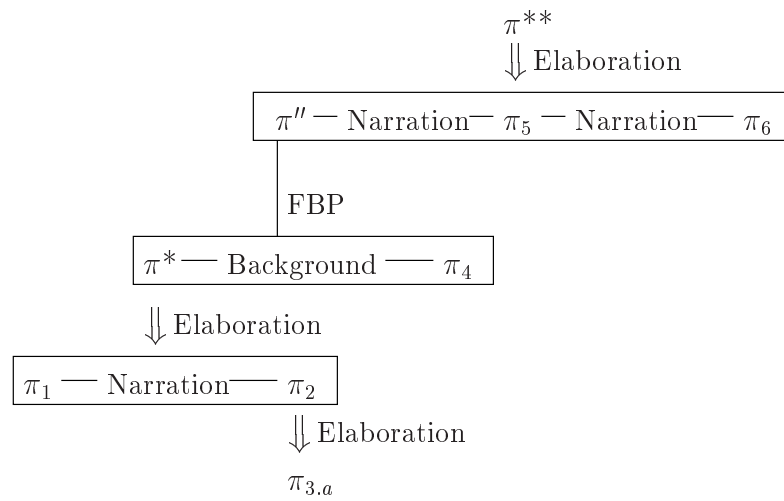 π**
Elaboration
π″ — Narration — π5 — Narration — π6
FBP
π* — Background — π4
Elaboration
π1 — Narration — π2
Elaboration
π3.a